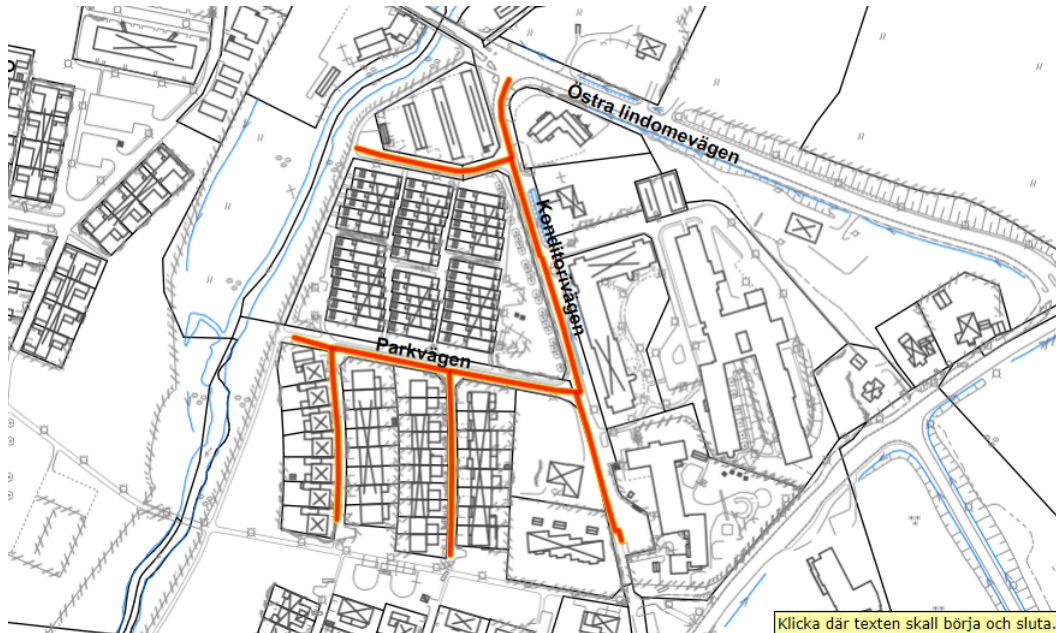 Östra lindomevägen
Konditorivägen
Parkvägen
Klicka där texten skall börja och sluta.